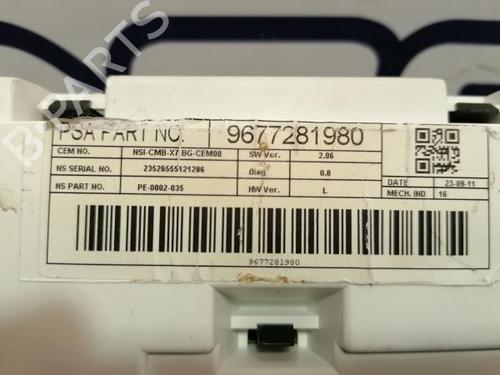 B-PARTS
PSA PART NO. 9677281980
CEM NO. NSI-CMB-X7 BG-CEM00 SW Ver. 2.06
NS SERIAL NO. 23526555121286 Diag 0.8
NS PART NO. PE-0002-035 HW Ver. L
DATE 23-09-11
MECH. IND 16
9677281980